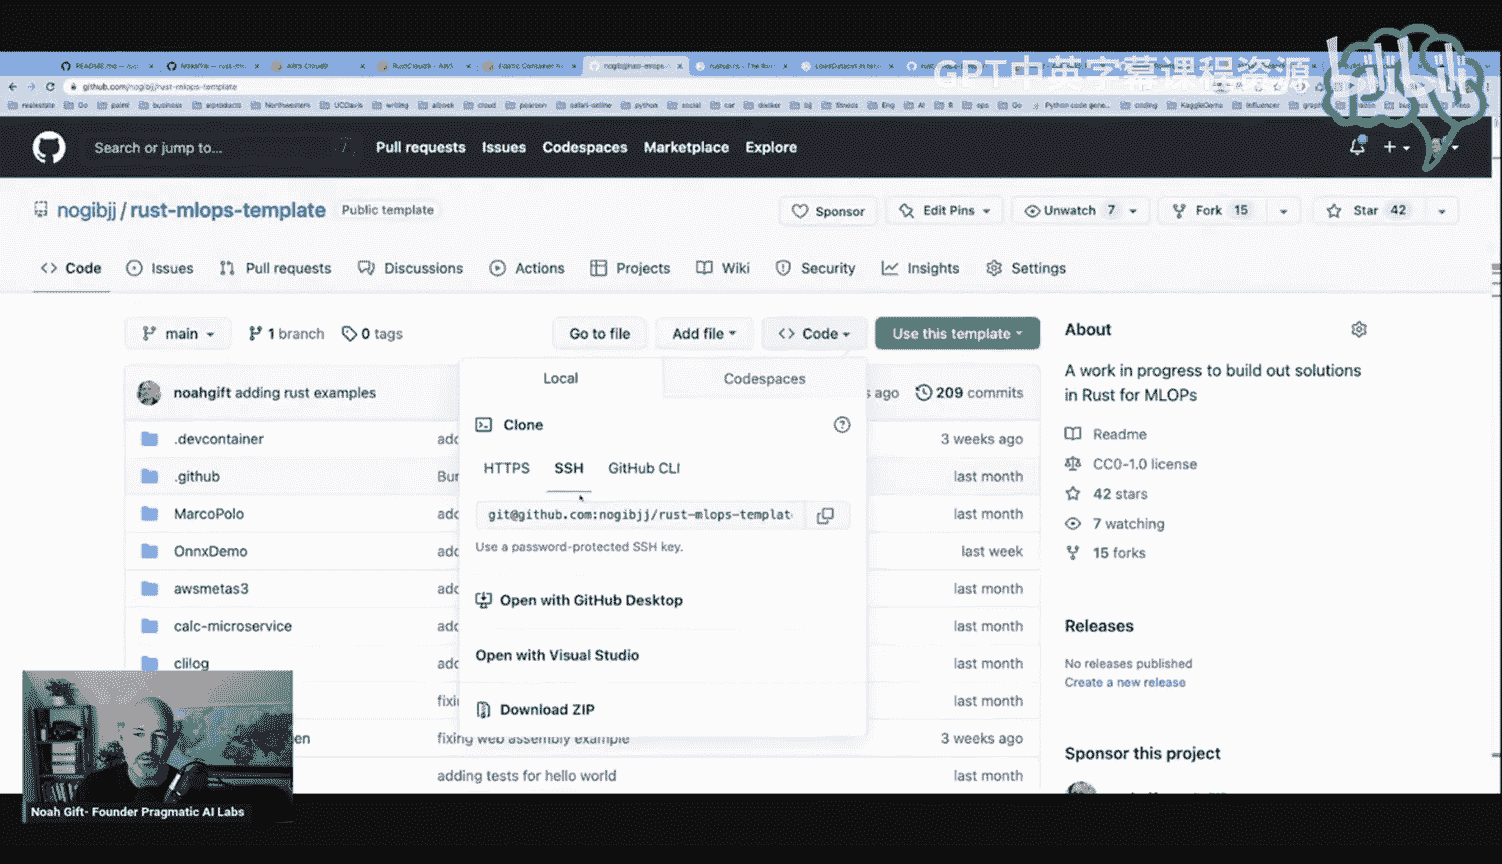 GPT中英字幕课程资源
github.com/nogibjj/rust-mlops-template
Search or jump to... /
Pull requests Issues Codespaces Marketplace Explore
nogibjj / rust-mlops-template Public template
Sponsor Edit Pins Unwatch 7 Fork 15 Star 42
Code Issues Pull requests Discussions Actions Projects Wiki Security Insights Settings
main 1 branch 0 tags Go to file Add file Code Use this template
noahgift adding rust examples
s ago 209 commits
.devcontainer adc 3 weeks ago
.github Bur last month
MarcoPolo adc last month
OnnxDemo adc last week
awsmetas3 adc last month
calc-microservice adc last month
clilog adc last month
fixi last month
en fixing web assembly example 3 weeks ago
adding tests for hello world last month
Local Codespaces
Clone
HTTPS SSH GitHub CLI
git@github.com:nogibjj/rust-mlops-templat
Use a password-protected SSH key.
Open with GitHub Desktop
Open with Visual Studio
Download ZIP
About
A work in progress to build out solutions
in Rust for MLOPs
Readme
CC0-1.0 license
42 stars
7 watching
15 forks
Releases
No releases published
Create a new release
Sponsor this project
Noah Gift- Founder Pragmatic AI Labs